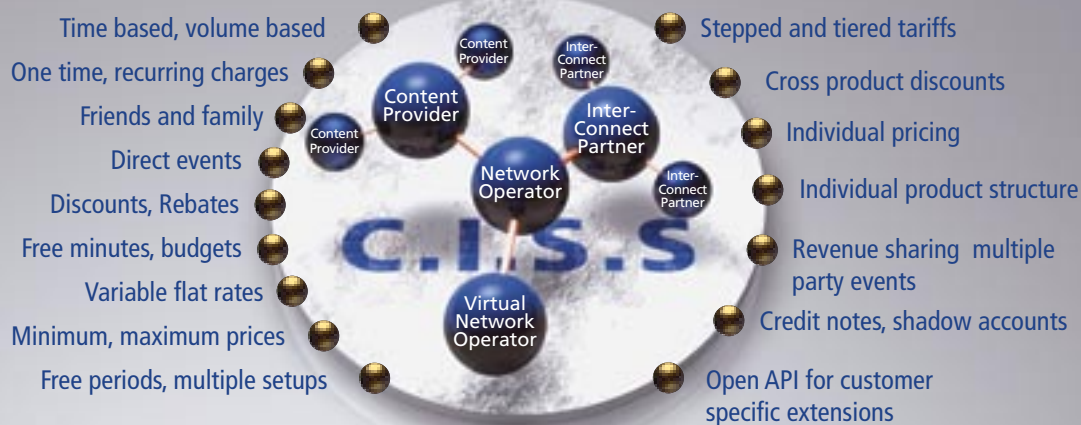 Time based, volume based
One time, recurring charges
Friends and family
Direct events
Discounts, Rebates
Free minutes, budgets
Variable flat rates
Minimum, maximum prices
Free periods, multiple setups
Content
Provider
Content
Provider
Content
Provider
Inter-
Connect
Partner
Inter-
Connect
Partner
Inter-
Connect
Partner
Network
Operator
C.I.S.S
Virtual
Network
Operator
Stepped and tiered tariffs
Cross product discounts
Individual pricing
Individual product structure
Revenue sharing multiple
party events
Credit notes, shadow accounts
Open API for customer
specific extensions